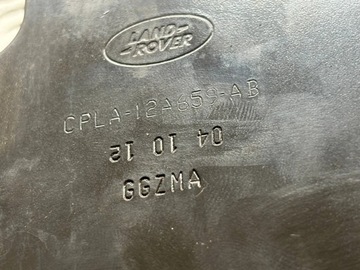 LAND-
-ROVER
CPLA-12A659-AB
04 10 12
GGZMA